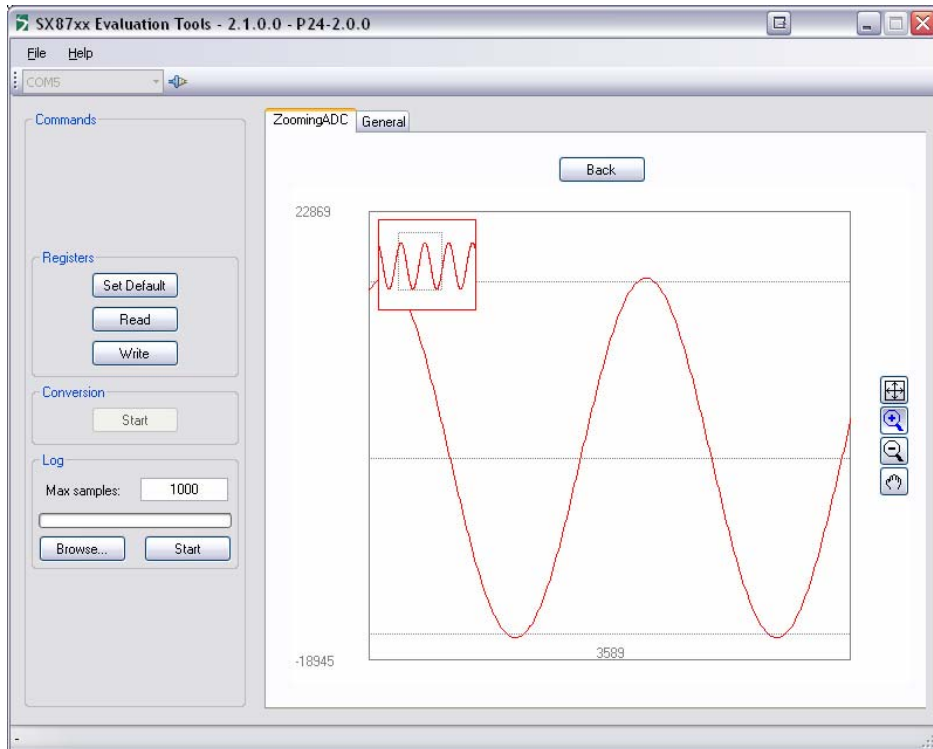 SX87xx Evaluation Tools - 2.1.0.0 - P24-2.0.0
File Help
COM5
Commands
Registers
Set Default
Read
Write
Conversion
Start
Log
Max samples: 1000
Browse... Start
ZoomingADC General
Back
22869
-18945
3589
-